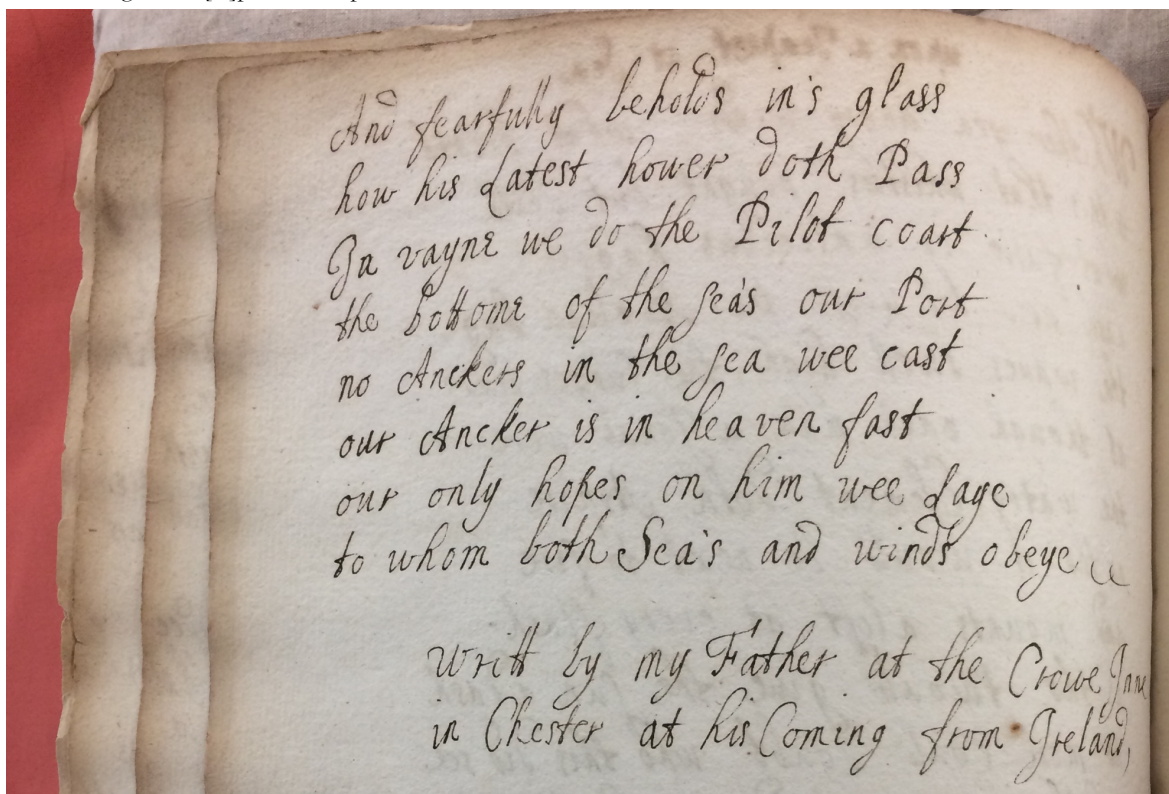 And fearfully beholds in's glass
how his Latest hower doth Pass
In vayne we do the Pilot coart
the bottome of the sea's our Port
no Anckers in the sea wee cast
our Ancker is in heaven fast
our only hopes on him wee Laye
to whom both Sea's and winds obeye
writt by my Father at the Crowe Inne
in Chester at his Coming from Ireland,